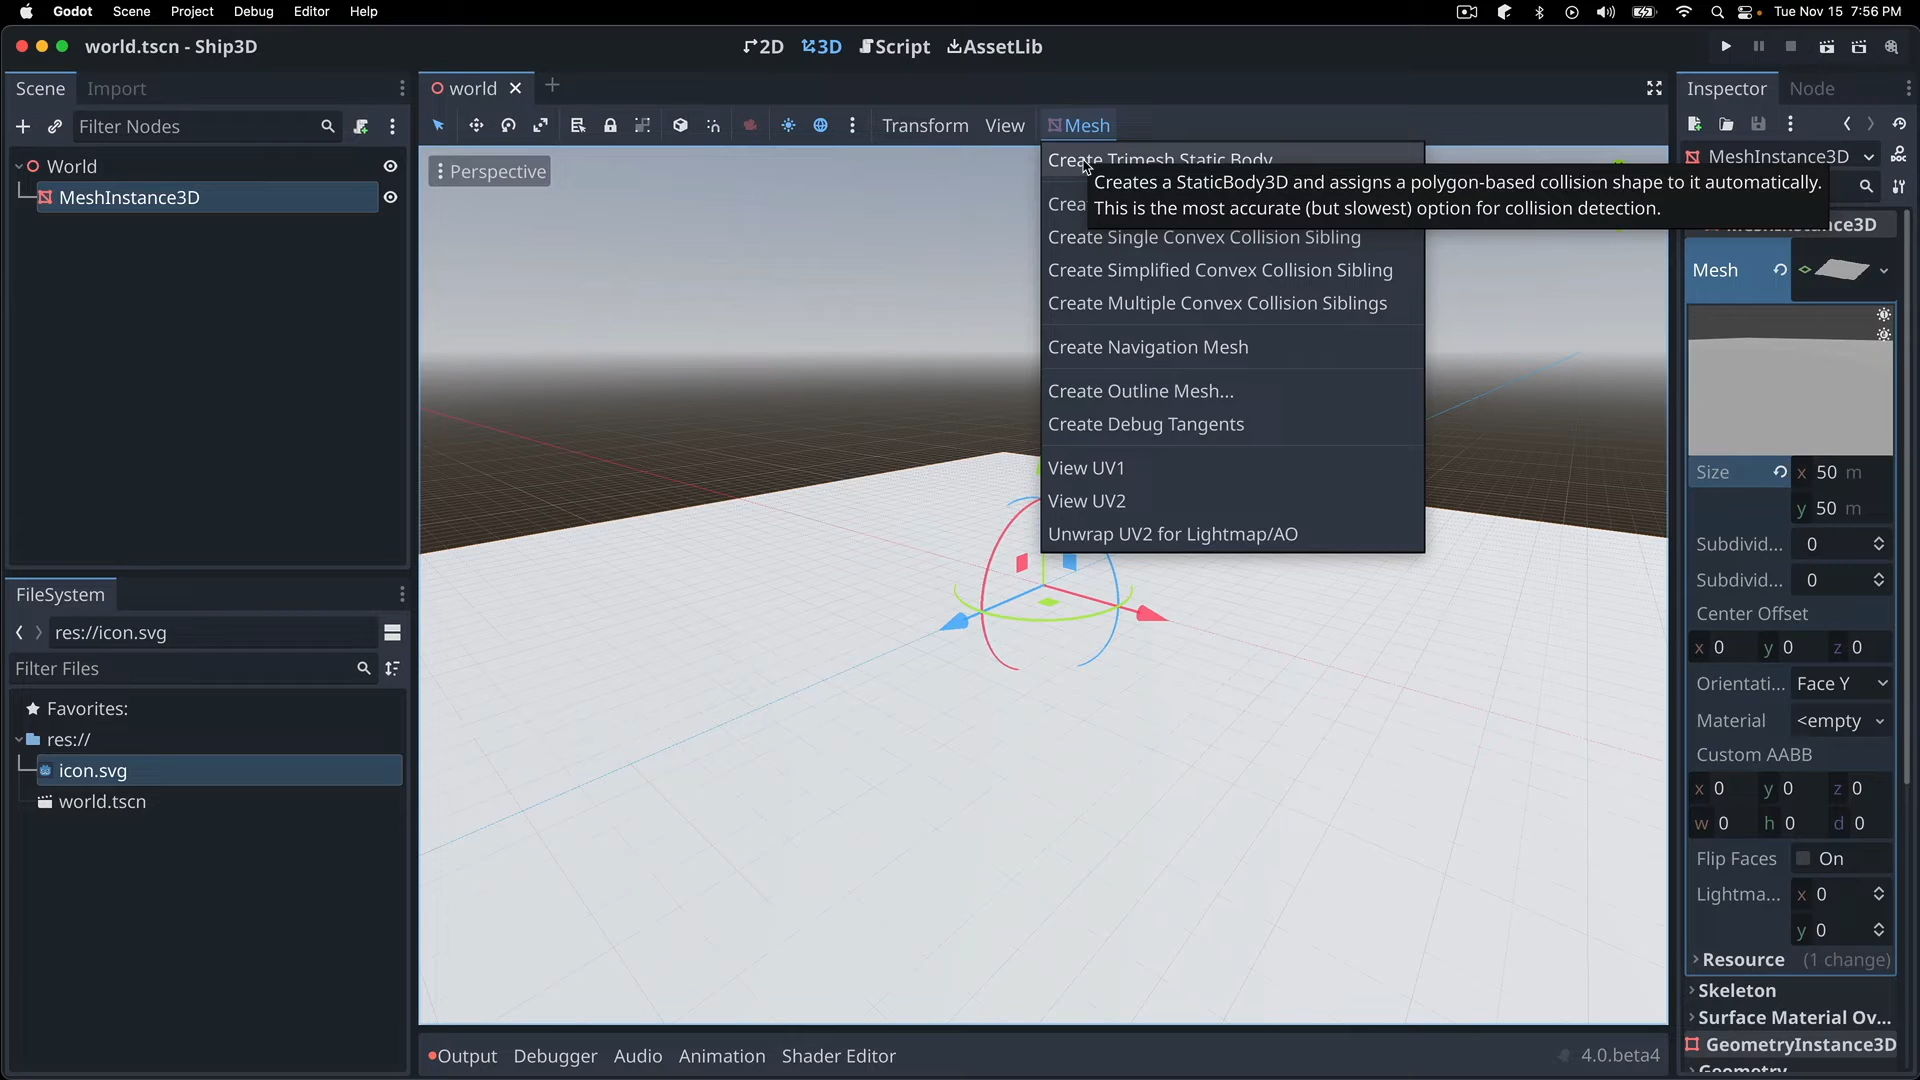 Godot Scene Project Debug Editor Help
Tue Nov 15 7:56 PM
world.tscn - Ship3D
2D 3D Script AssetLib
Scene Import
Filter Nodes
World
MeshInstance3D
FileSystem
res://icon.svg
Filter Files
Favorites:
res://
icon.svg
world.tscn
world
Transform View Mesh
Perspective
Create Trimesh Static Body
Creates a StaticBody3D and assigns a polygon-based collision shape to it automatically.
This is the most accurate (but slowest) option for collision detection.
Create Single Convex Collision Sibling
Create Simplified Convex Collision Sibling
Create Multiple Convex Collision Siblings
Create Navigation Mesh
Create Outline Mesh...
Create Debug Tangents
View UV1
View UV2
Unwrap UV2 for Lightmap/AO
Output Debugger Audio Animation Shader Editor
4.0.beta4
Inspector Node
MeshInstance3D
Mesh
Size x 50 m
y 50 m
Subdivid... 0
Subdivid... 0
Center Offset
x 0 y 0 z 0
Orientati... Face Y
Material <empty
Custom AABB
x 0 y 0 z 0
w 0 h 0 d 0
Flip Faces On
Lightma... x 0
y 0
Resource (1 change)
Skeleton
Surface Material Ov...
GeometryInstance3D
Geometry